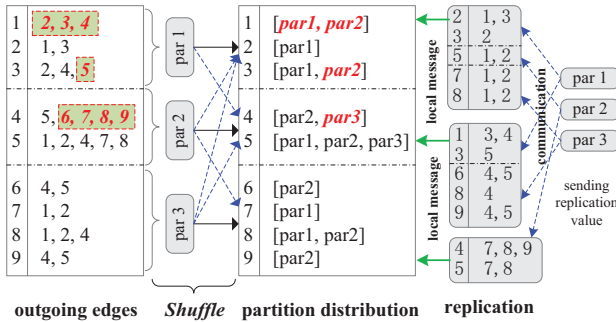 1 2, 3, 4
2 1, 3
3 2, 4, 5
4 5, 6, 7, 8, 9
5 1, 2, 4, 7, 8
6 4, 5
7 1, 2
8 1, 2, 4
9 4, 5
outgoing edges
par 1
par 2
par 3
Shuffle
1 [par1, par2]
2 [par1]
3 [par1, par2]
4 [par2, par3]
5 [par1, par2, par3]
6 [par2]
7 [par1]
8 [par1, par2]
9 [par2]
partition distribution
local message
local message
2 1, 3
3 2
5 1, 2
7 1, 2
8 1, 2
1 3, 4
3 5
6 4, 5
8 4
9 4, 5
4 7, 8, 9
5 7, 8
replication
communication
par 1
par 2
par 3
sending
replication
value